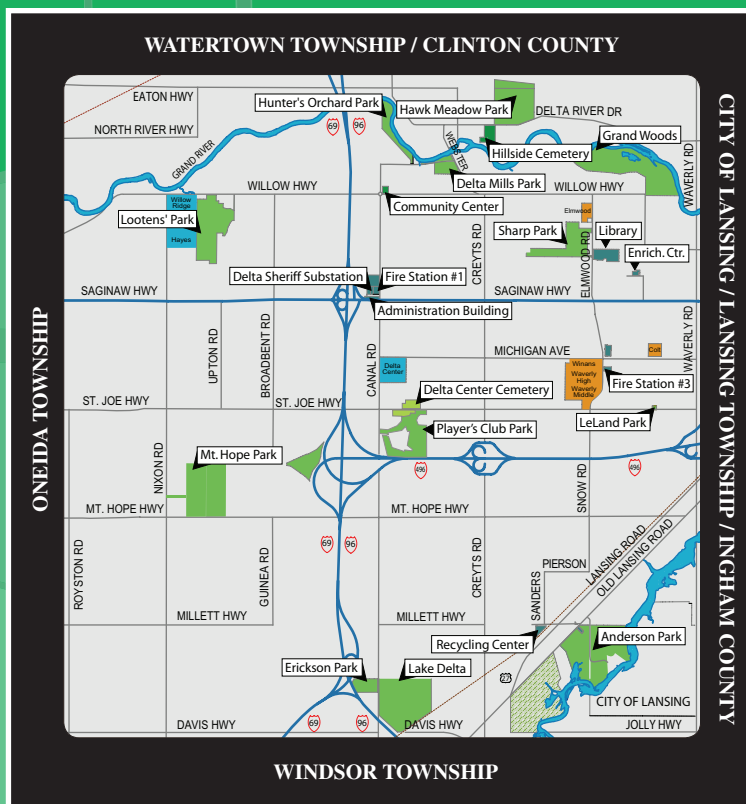 WATERTOWN TOWNSHIP / CLINTON COUNTY
EATON HWY
Hunter's Orchard Park
Hawk Meadow Park
DELTA RIVER DR
69
96
NORTH RIVER HWY
WEBSTER
Grand Woods
GRAND RIVER
Hillside Cemetery
WAVERLY RD
Delta Mills Park
WILLOW HWY
WILLOW HWY
Willow
Ridge
Community Center
Elmwood
Lootens' Park
Hayes
Sharp Park
Library
CREYTS RD
ELMWOOD RD
Enrich. Ctr.
Delta Sheriff Substation
Fire Station #1
SAGINAW HWY
SAGINAW HWY
Administration Building
UPTON RD
BROADBENT RD
CANAL RD
WAVERLY RD
MICHIGAN AVE
Colt
Delta
Center
Winans
Waverly
High
Waverly
Middle
Fire Station #3
Delta Center Cemetery
ST. JOE HWY
ST. JOE HWY
LeLand Park
Player's Club Park
NIXON RD
Mt. Hope Park
496
496
SNOW RD
MT. HOPE HWY
MT. HOPE HWY
69
96
ROYSTON RD
GUINEA RD
CREYTS RD
LANSING ROAD
OLD LANSING ROAD
PIERSON
SANDERS
MILLETT HWY
MILLETT HWY
Recycling Center
Anderson Park
Erickson Park
Lake Delta
27
CITY OF LANSING
69
96
DAVIS HWY
DAVIS HWY
JOLLY HWY
ONEIDA TOWNSHIP
CITY OF LANSING / LANSING TOWNSHIP / INGHAM COUNTY
WINDSOR TOWNSHIP